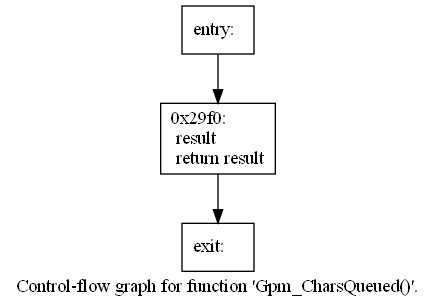 entry:
0x29f0:
result
return result
exit:
Control-flow graph for function 'Gpm_CharsQueued()'.